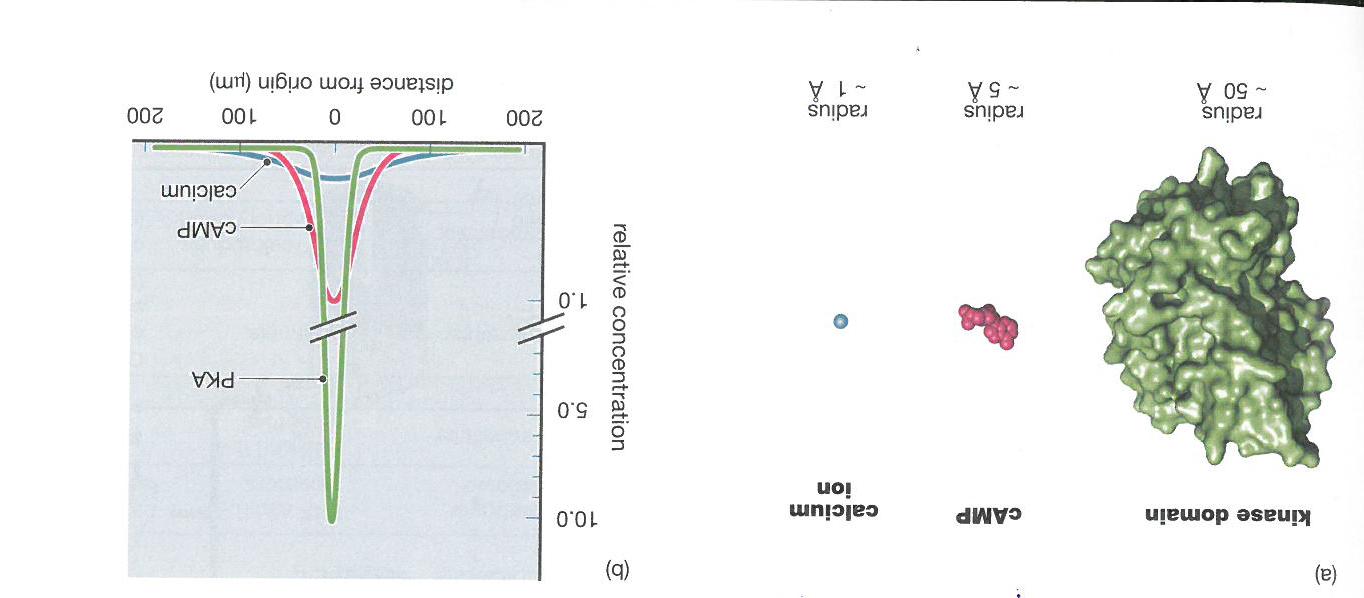 (a)
kinase domain
cAMP
calcium
ion
radius
~ 50 Å
radius
~ 5 Å
radius
~ 1 Å
(b)
relative concentration
10.0
5.0
1.0
PKA
cAMP
calcium
200
100
0
100
200
distance from origin (µm)